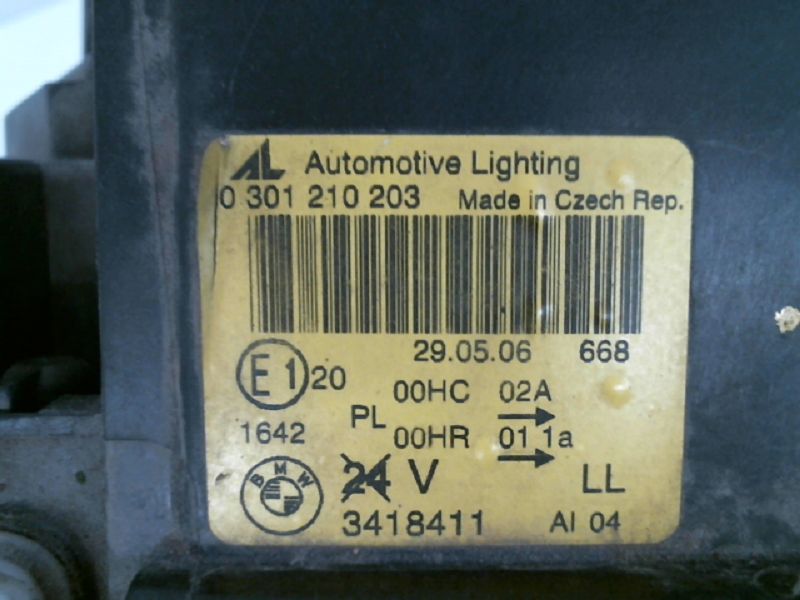 AL Automotive Lighting
0 301 210 203 Made in Czech Rep.
29.05.06 668
E1 20
00HC 02A
PL
1642 00HR 01 1a
BMW 24 V LL
3418411 AI 04